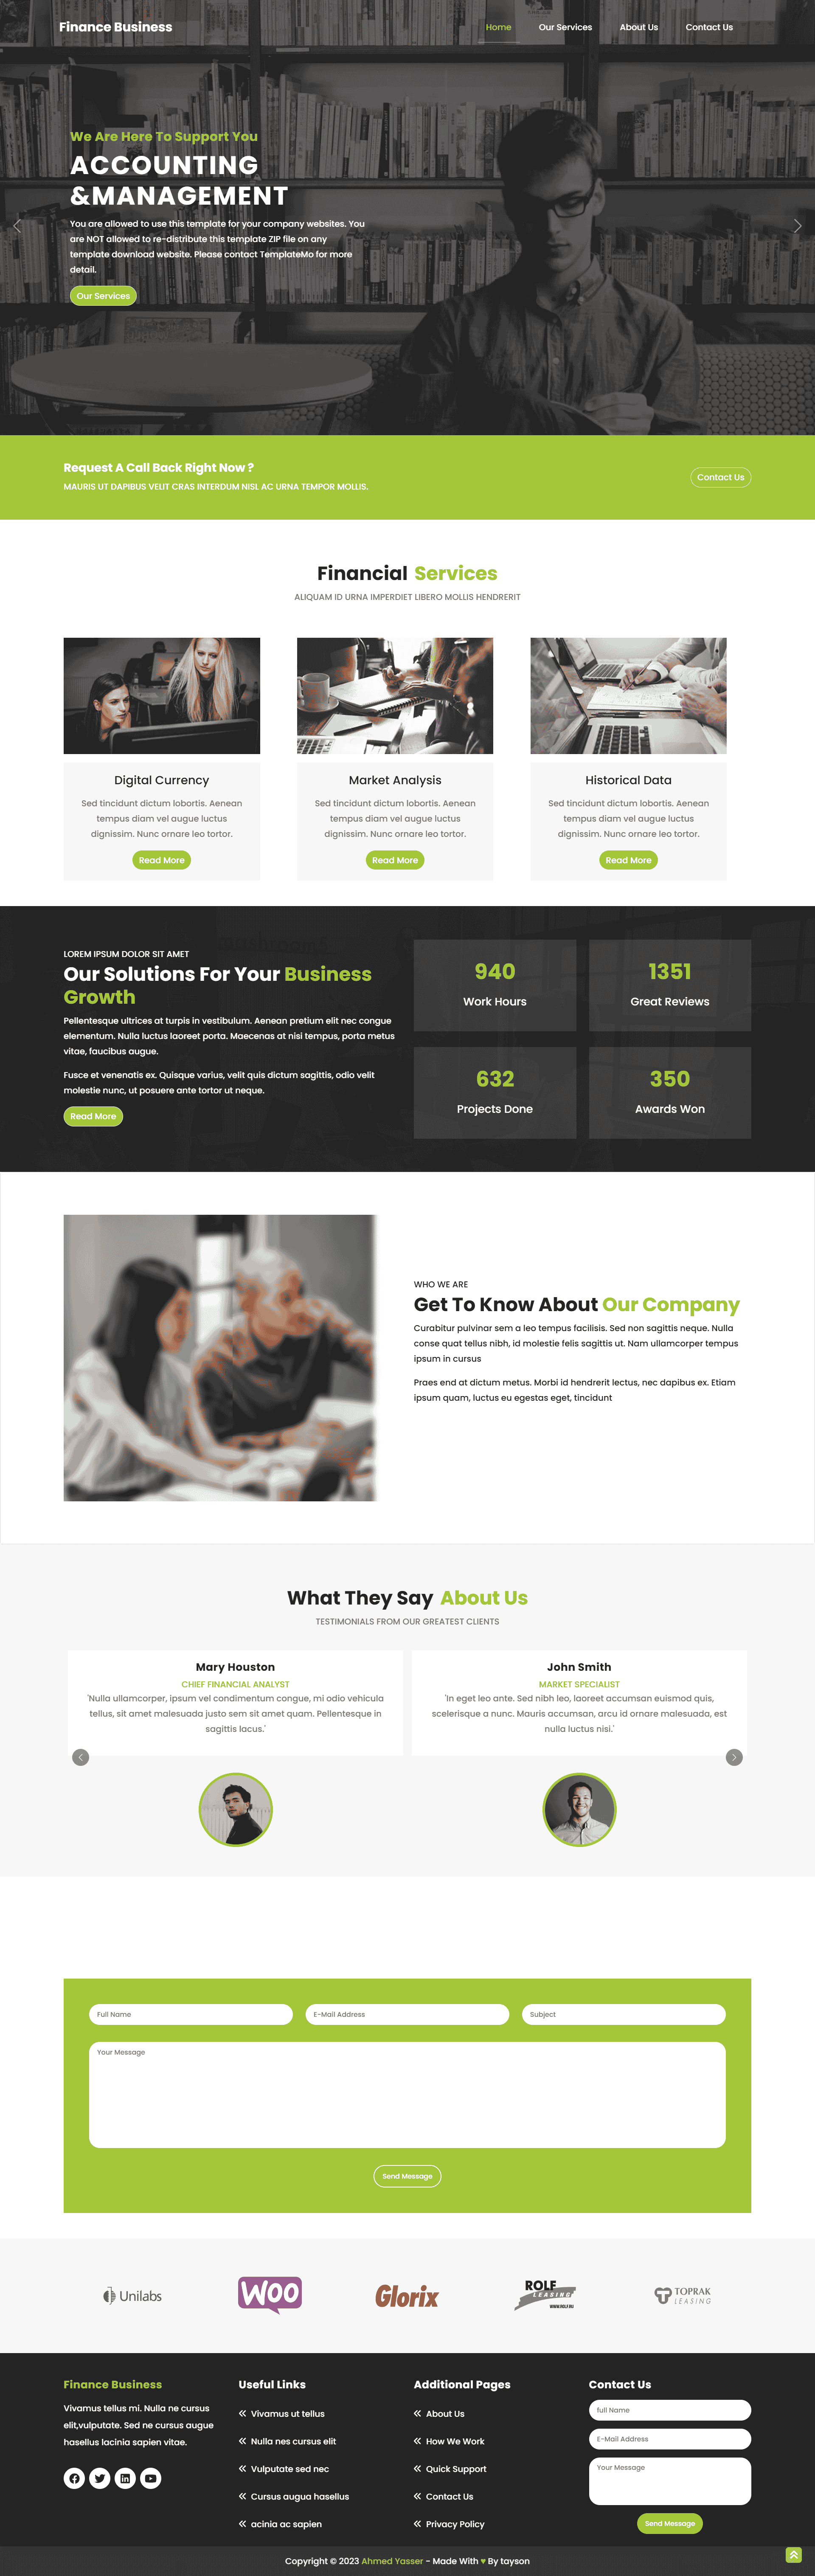 Finance Business
Home
Our Services
About Us
Contact Us
We Are Here To Support You
ACCOUNTING
&MANAGEMENT
You are allowed to use this template for your company websites. You
are NOT allowed to re-distribute this template ZIP file on any
template download website. Please contact TemplateMo for more
detail.
Our Services
Request A Call Back Right Now ?
MAURIS UT DAPIBUS VELIT CRAS INTERDUM NISL AC URNA TEMPOR MOLLIS.
Contact Us
Financial Services
ALIQUAM ID URNA IMPERDIET LIBERO MOLLIS HENDRERIT
Digital Currency
Sed tincidunt dictum lobortis. Aenean
tempus diam vel augue luctus
dignissim. Nunc ornare leo tortor.
Read More
Market Analysis
Sed tincidunt dictum lobortis. Aenean
tempus diam vel augue luctus
dignissim. Nunc ornare leo tortor.
Read More
Historical Data
Sed tincidunt dictum lobortis. Aenean
tempus diam vel augue luctus
dignissim. Nunc ornare leo tortor.
Read More
LOREM IPSUM DOLOR SIT AMET
Our Solutions For Your Business
Growth
Pellentesque ultrices at turpis in vestibulum. Aenean pretium elit nec congue
elementum. Nulla luctus laoreet porta. Maecenas at nisi tempus, porta metus
vitae, faucibus augue.
Fusce et venenatis ex. Quisque varius, velit quis dictum sagittis, odio velit
molestie nunc, ut posuere ante tortor ut neque.
Read More
940
Work Hours
1351
Great Reviews
632
Projects Done
350
Awards Won
WHO WE ARE
Get To Know About Our Company
Curabitur pulvinar sem a leo tempus facilisis. Sed non sagittis neque. Nulla
conse quat tellus nibh, id molestie felis sagittis ut. Nam ullamcorper tempus
ipsum in cursus
Praes end at dictum metus. Morbi id hendrerit lectus, nec dapibus ex. Etiam
ipsum quam, luctus eu egestas eget, tincidunt
What They Say About Us
TESTIMONIALS FROM OUR GREATEST CLIENTS
Mary Houston
CHIEF FINANCIAL ANALYST
'Nulla ullamcorper, ipsum vel condimentum congue, mi odio vehicula
tellus, sit amet malesuada justo sem sit amet quam. Pellentesque in
sagittis lacus.'
John Smith
MARKET SPECIALIST
'In eget leo ante. Sed nibh leo, laoreet accumsan euismod quis,
scelerisque a nunc. Mauris accumsan, arcu id ornare malesuada, est
nulla luctus nisi.'
Full Name
E-Mail Address
Subject
Your Message
Send Message
Unilabs
WOO
Glorix
ROLF
LEASING
WWW.ROLF.RU
TOPRAK
LEASING
Finance Business
Vivamus tellus mi. Nulla ne cursus
elit,vulputate. Sed ne cursus augue
hasellus lacinia sapien vitae.
Useful Links
Vivamus ut tellus
Nulla nes cursus elit
Vulputate sed nec
Cursus augua hasellus
acinia ac sapien
Additional Pages
About Us
How We Work
Quick Support
Contact Us
Privacy Policy
Contact Us
full Name
E-Mail Address
Your Message
Send Message
Copyright © 2023 Ahmed Yasser - Made With ♥ By tayson